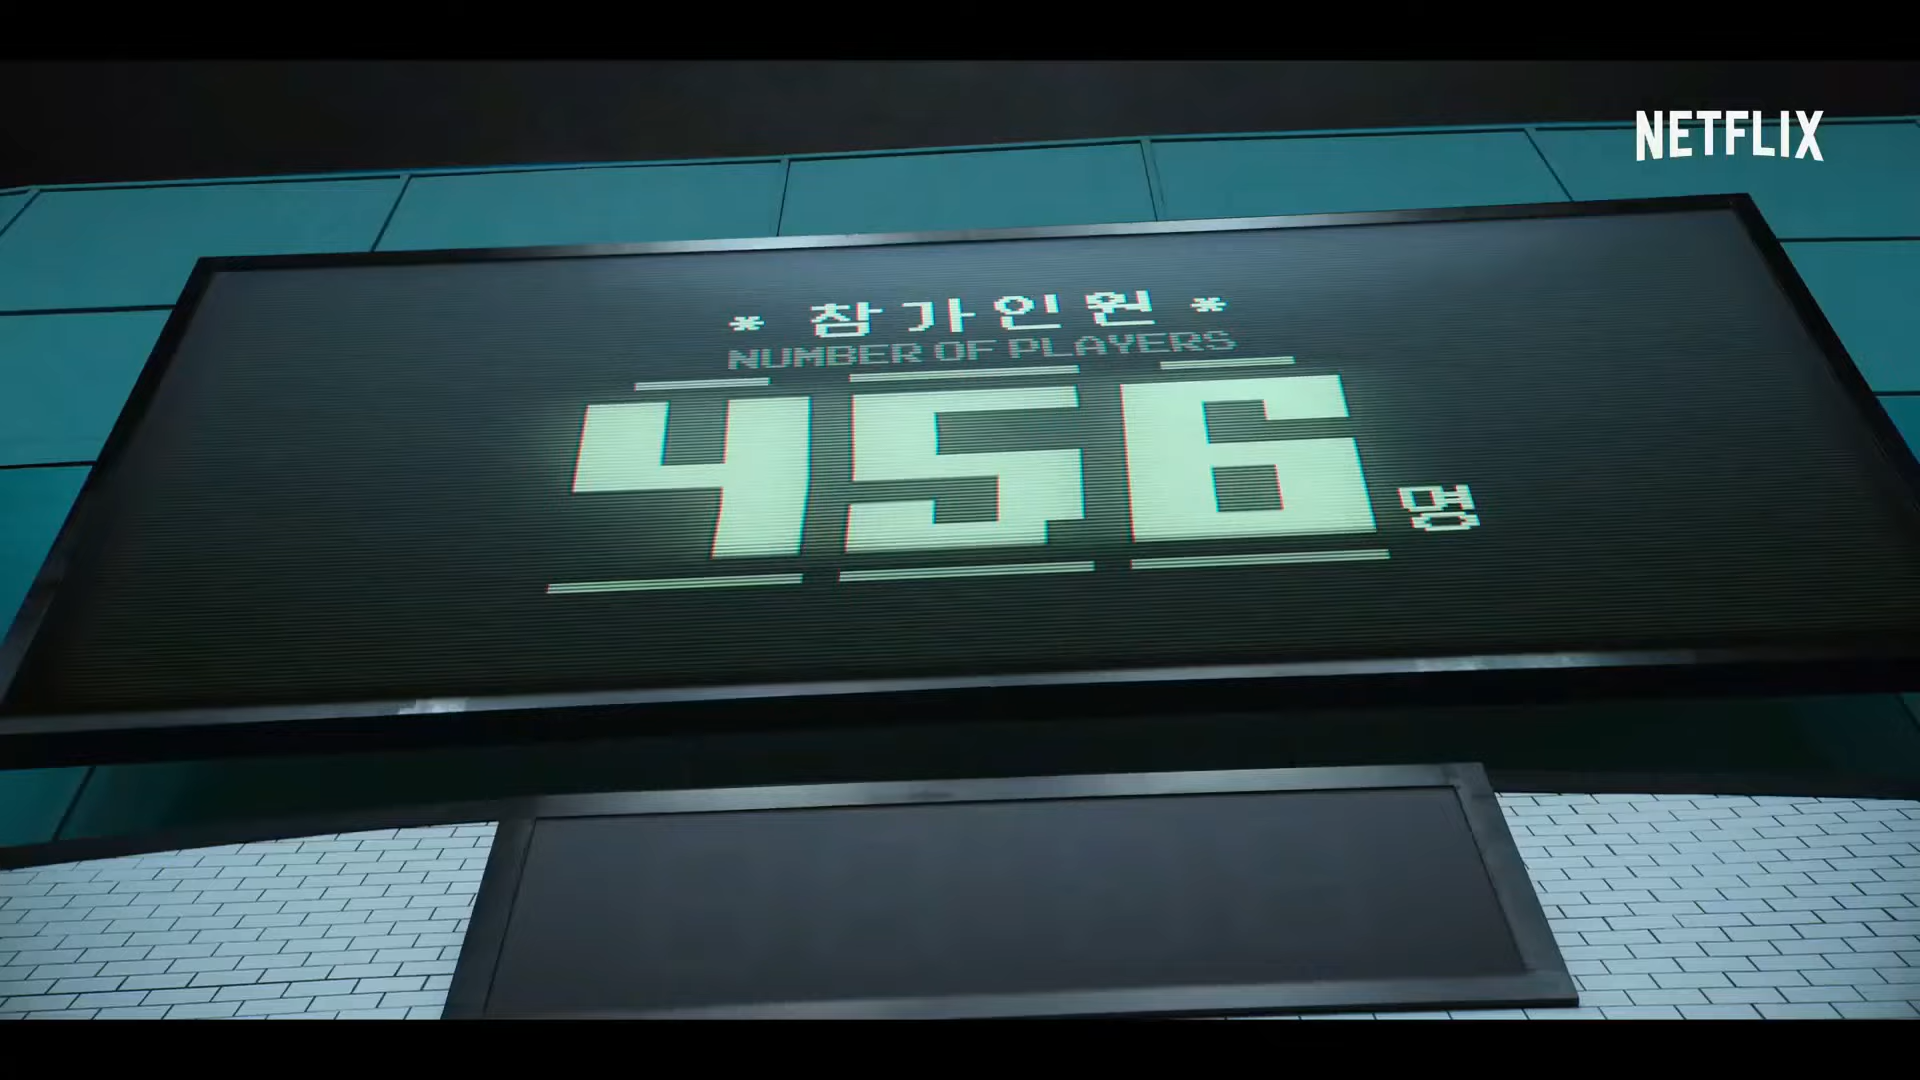 NETFLIX
* 참가인원 *
NUMBER OF PLAYERS
456명